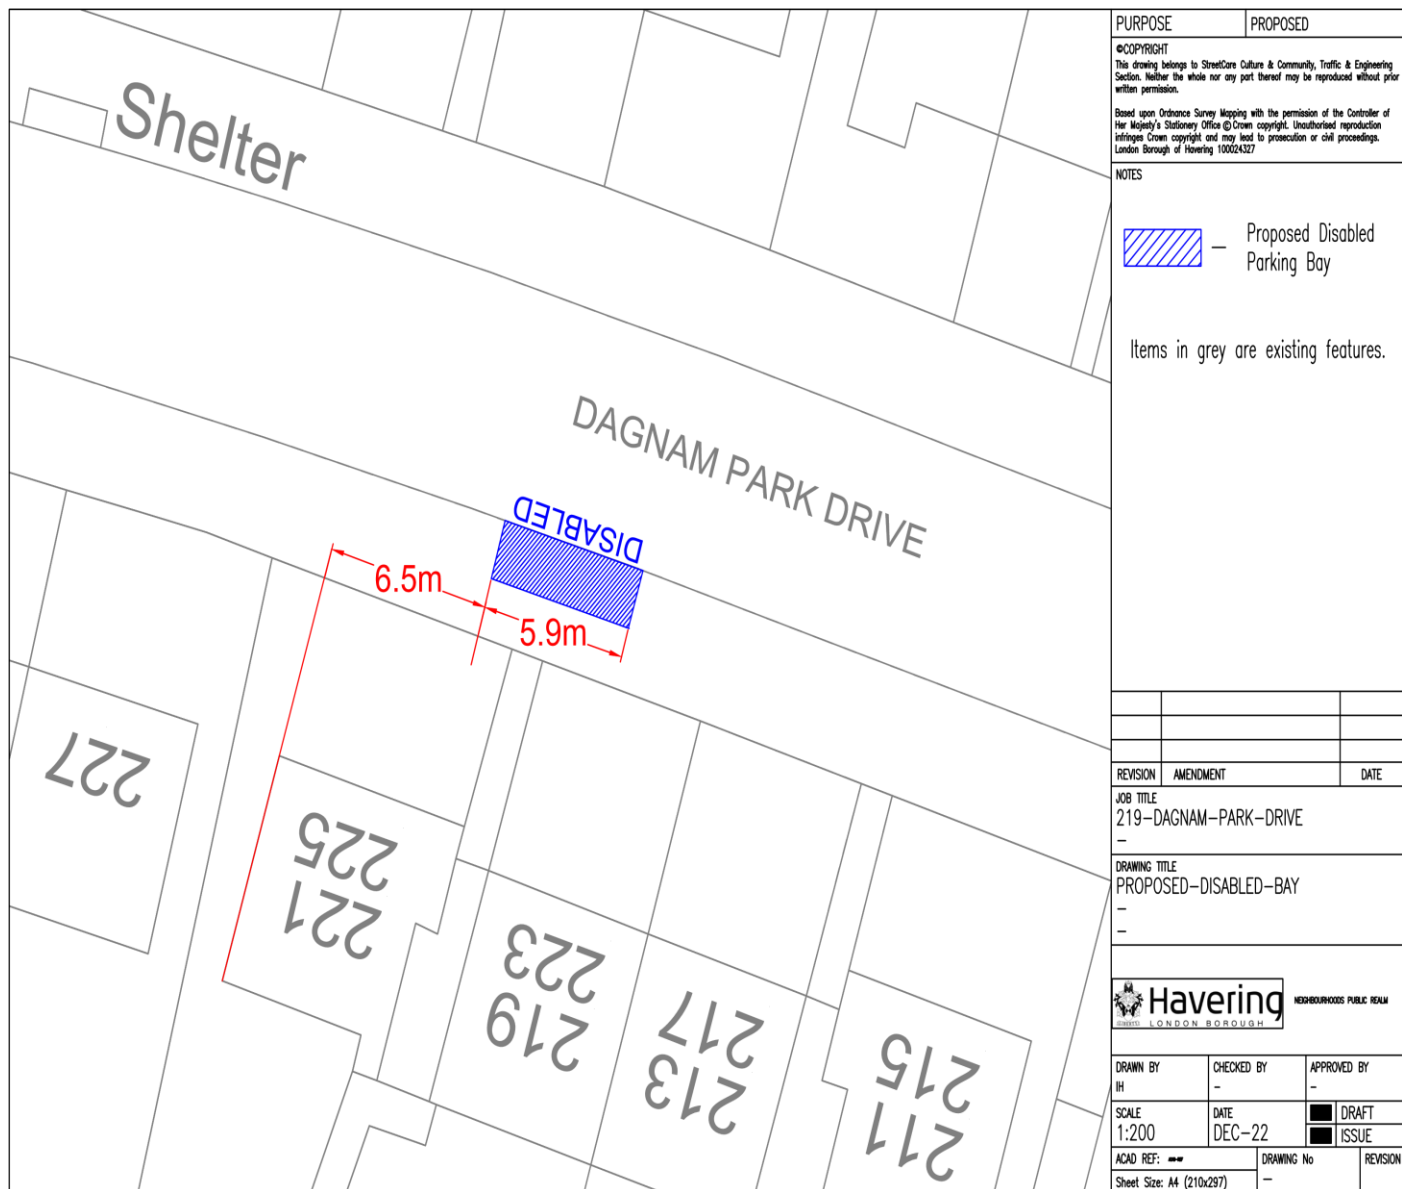 Shelter
DAGNAM PARK DRIVE
DISABLED
6.5m
5.9m
227
225
221
223
219
217
213
215
211
PURPOSE PROPOSED
©COPYRIGHT
This drawing belongs to StreetCare Culture & Community, Traffic & Engineering
Section. Neither the whole nor any part thereof may be reproduced without prior
written permission.
Based upon Ordnance Survey Mapping with the permission of the Controller of
Her Majesty's Stationery Office © Crown copyright. Unauthorised reproduction
infringes Crown copyright and may lead to prosecution or civil proceedings.
London Borough of Havering 100024327
NOTES
– Proposed Disabled
Parking Bay
Items in grey are existing features.
REVISION AMENDMENT DATE
JOB TITLE
219-DAGNAM-PARK-DRIVE
–
DRAWING TITLE
PROPOSED-DISABLED-BAY
–
–
Havering
LONDON BOROUGH
NEIGHBOURHOODS PUBLIC REALM
DRAWN BY CHECKED BY APPROVED BY
IH – –
SCALE DATE DRAFT
1:200 DEC-22 ISSUE
ACAD REF: DRAWING No REVISION
Sheet Size: A4 (210x297) –